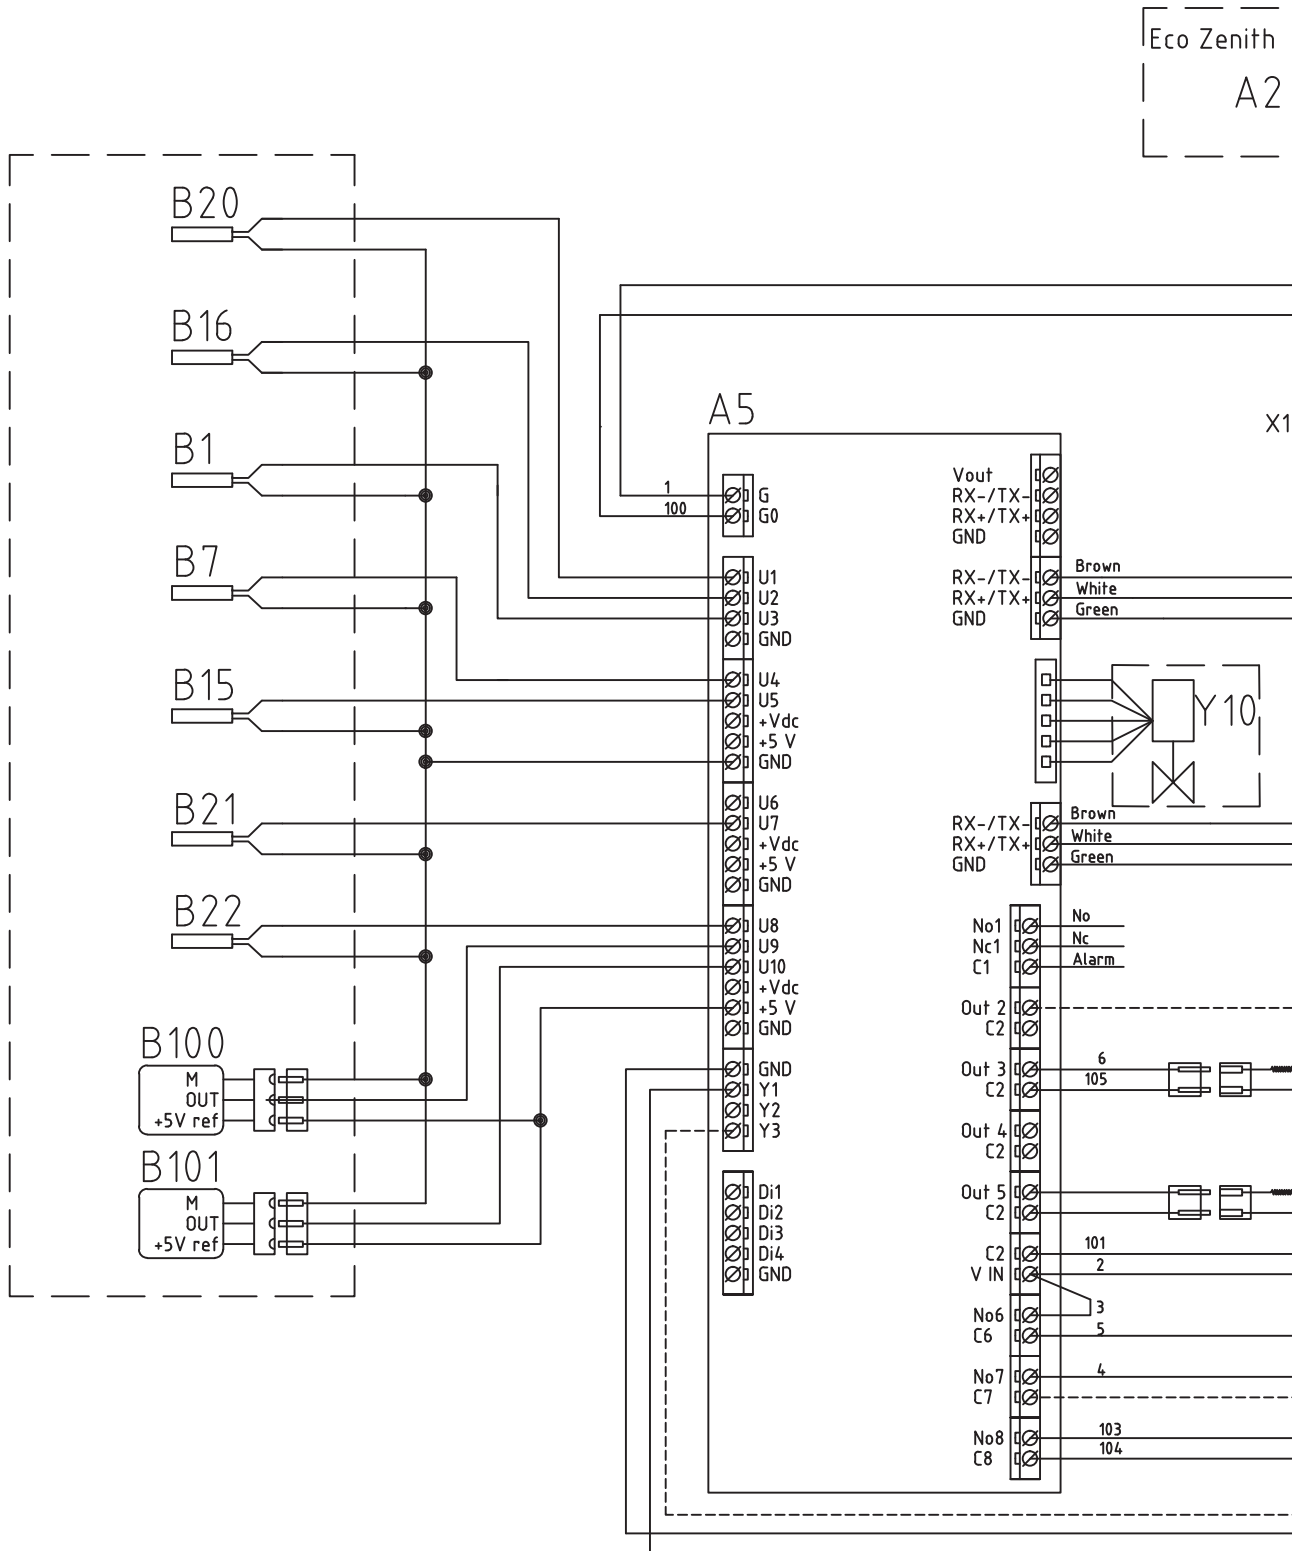 Eco Zenith
A2
B20
B16
B1
B7
B15
B21
B22
B100
M
OUT
+5V ref
B101
M
OUT
+5V ref
A5
X1
1
100
G
G0
U1
U2
U3
GND
U4
U5
+Vdc
+5 V
GND
U6
U7
+Vdc
+5 V
GND
U8
U9
U10
+Vdc
+5 V
GND
GND
Y1
Y2
Y3
Di1
Di2
Di3
Di4
GND
Vout
RX-/TX-
RX+/TX+
GND
RX-/TX- Brown
RX+/TX+ White
GND Green
Y10
RX-/TX- Brown
RX+/TX+ White
GND Green
No1 No
Nc1 Nc
C1 Alarm
Out 2
C2
Out 3 6
C2 105
Out 4
C2
Out 5
C2
C2 101
V IN 2
No6 3
C6 5
No7 4
C7
No8 103
C8 104